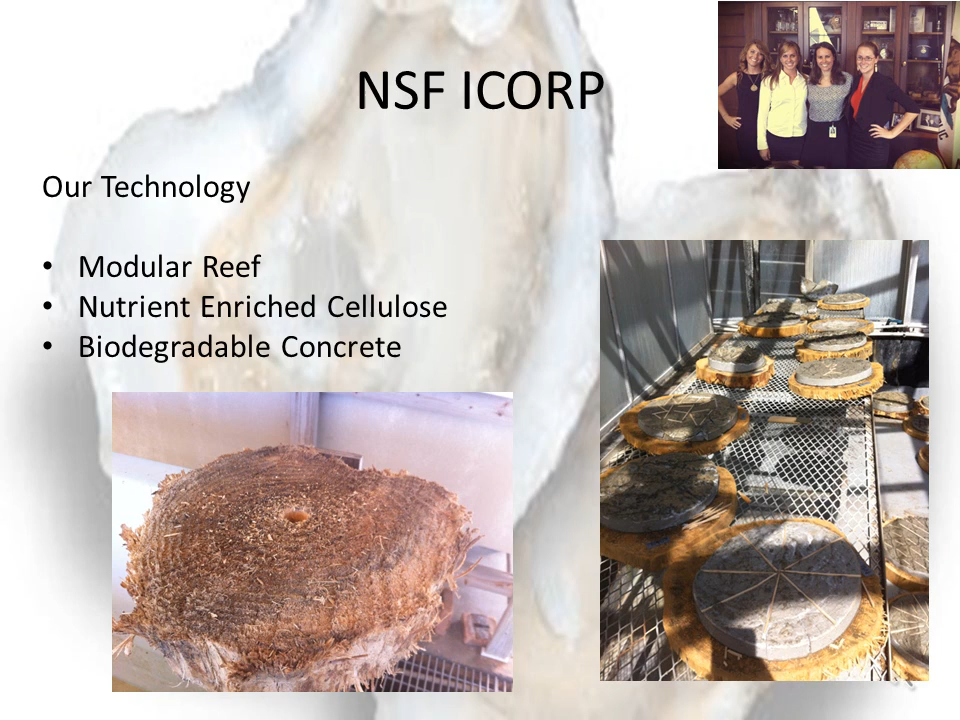 NSF ICORP
Our Technology
• Modular Reef
• Nutrient Enriched Cellulose
• Biodegradable Concrete